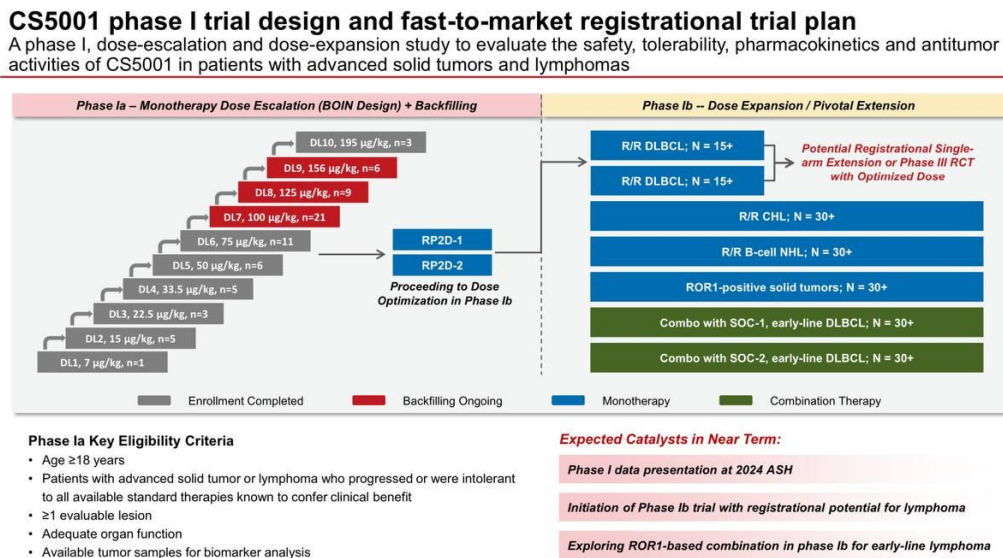 CS5001 phase I trial design and fast-to-market registrational trial plan
A phase I, dose-escalation and dose-expansion study to evaluate the safety, tolerability, pharmacokinetics and antitumor
activities of CS5001 in patients with advanced solid tumors and lymphomas
Phase Ia – Monotherapy Dose Escalation (BOIN Design) + Backfilling
DL10, 195 µg/kg, n=3
DL9, 156 µg/kg, n=6
DL8, 125 µg/kg, n=9
DL7, 100 µg/kg, n=21
DL6, 75 µg/kg, n=11
DL5, 50 µg/kg, n=6
DL4, 33.5 µg/kg, n=5
DL3, 22.5 µg/kg, n=3
DL2, 15 µg/kg, n=5
DL1, 7 µg/kg, n=1
RP2D-1
RP2D-2
Proceeding to Dose
Optimization in Phase Ib
Phase Ib -- Dose Expansion / Pivotal Extension
R/R DLBCL; N = 15+
R/R DLBCL; N = 15+
Potential Registrational Single-
arm Extension or Phase III RCT
with Optimized Dose
R/R CHL; N = 30+
R/R B-cell NHL; N = 30+
ROR1-positive solid tumors; N = 30+
Combo with SOC-1, early-line DLBCL; N = 30+
Combo with SOC-2, early-line DLBCL; N = 30+
Enrollment Completed
Backfilling Ongoing
Monotherapy
Combination Therapy
Phase Ia Key Eligibility Criteria
• Age ≥18 years
• Patients with advanced solid tumor or lymphoma who progressed or were intolerant
to all available standard therapies known to confer clinical benefit
• ≥1 evaluable lesion
• Adequate organ function
• Available tumor samples for biomarker analysis
Expected Catalysts in Near Term:
Phase I data presentation at 2024 ASH
Initiation of Phase Ib trial with registrational potential for lymphoma
Exploring ROR1-based combination in phase Ib for early-line lymphoma